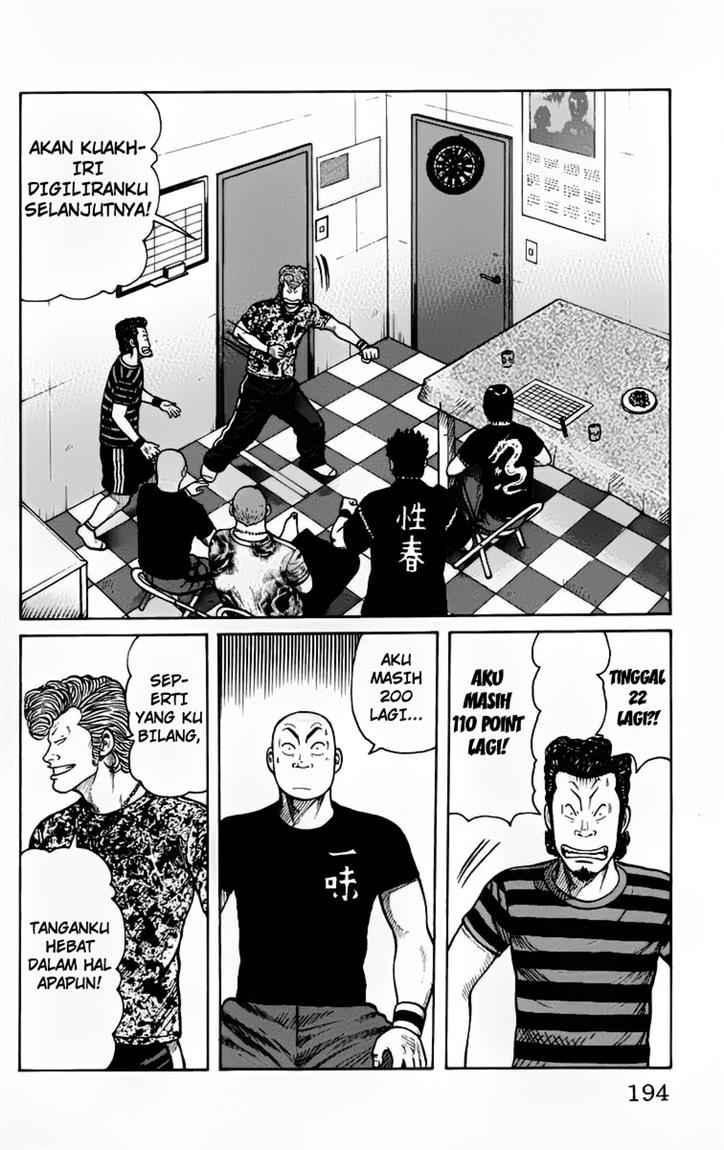 AKAN KUAKH-
IRI
DIGILIRANKU
SELANJUTNYA!
性
春
TINGGAL
22
LAGI?!
AKU
MASIH
110 POINT
LAGI!
AKU
MASIH
200
LAGI...
一
味
SEP-
ERTI
YANG KU
BILANG,
TANGANKU
HEBAT
DALAM HAL
APAPUN!
194